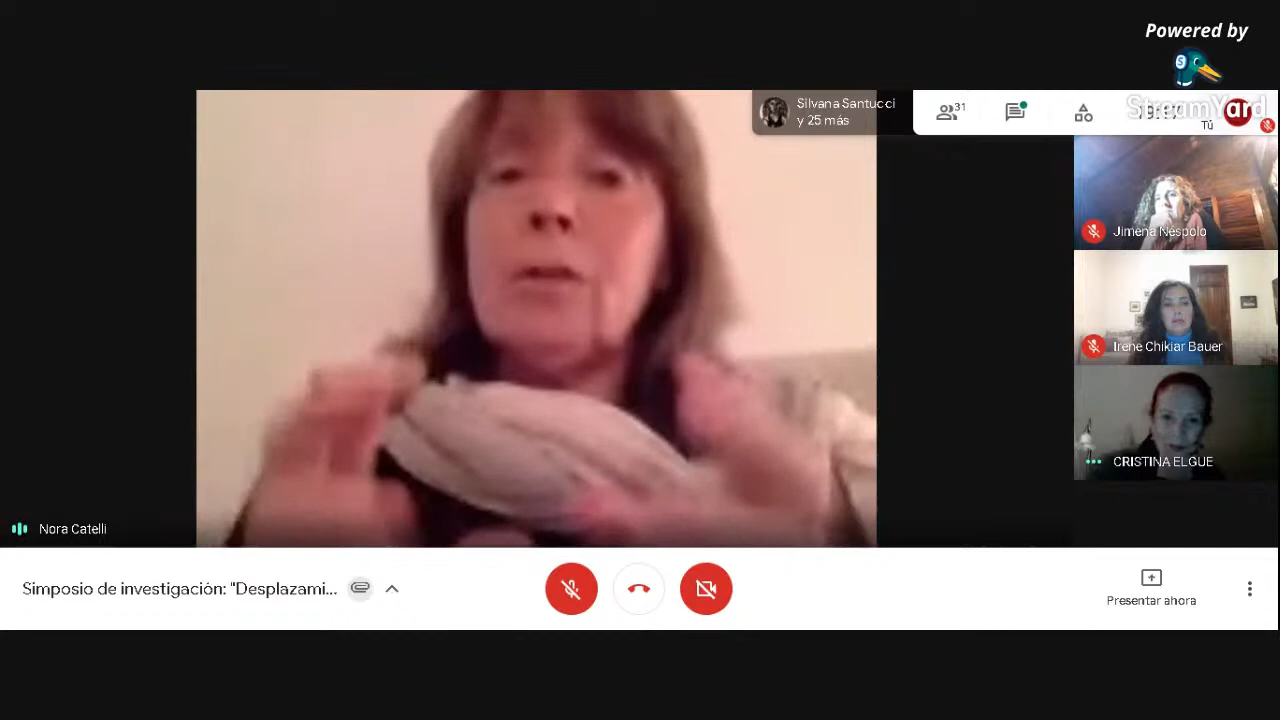 Powered by
StreamYard
Silvana Santucci
y 25 más
31
Tú
Jimena Néspolo
Irene Chikiar Bauer
CRISTINA ELGUE
Nora Catelli
Simposio de investigación: "Desplazami...
Presentar ahora